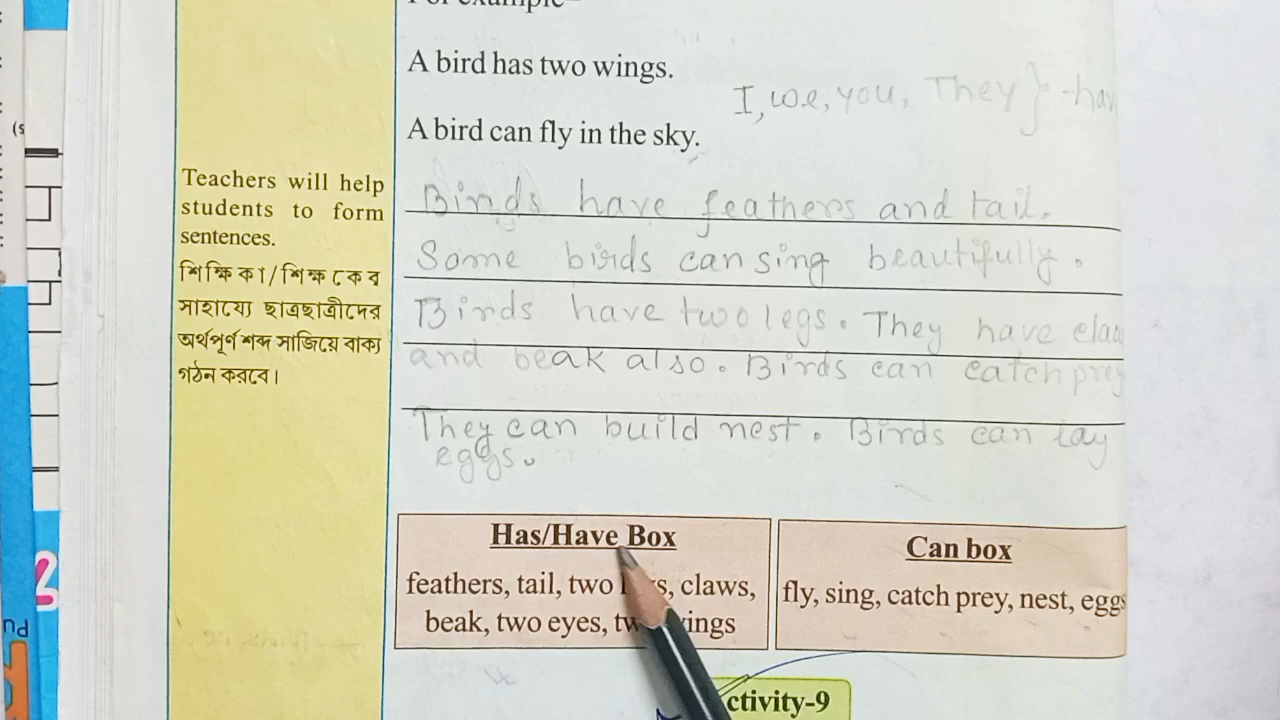 For example–
A bird has two wings.
I, we, you, They } -hav
A bird can fly in the sky.
Teachers will help
students to form
sentences.
শিক্ষিকা/শিক্ষকের
সাহায্যে ছাত্রছাত্রীদের
অর্থপূর্ণ শব্দ সাজিয়ে বাক্য
গঠন করবে।
Birds have feathers and tail.
Some birds can sing beautifully.
Birds have two legs. They have claw
and beak also. Birds can catch prey
They can build nest. Birds can lay
eggs.
Has/Have Box
feathers, tail, two claws,
beak, two eyes,
Can box
fly, sing, catch prey, nest, eggs
ctivity-9